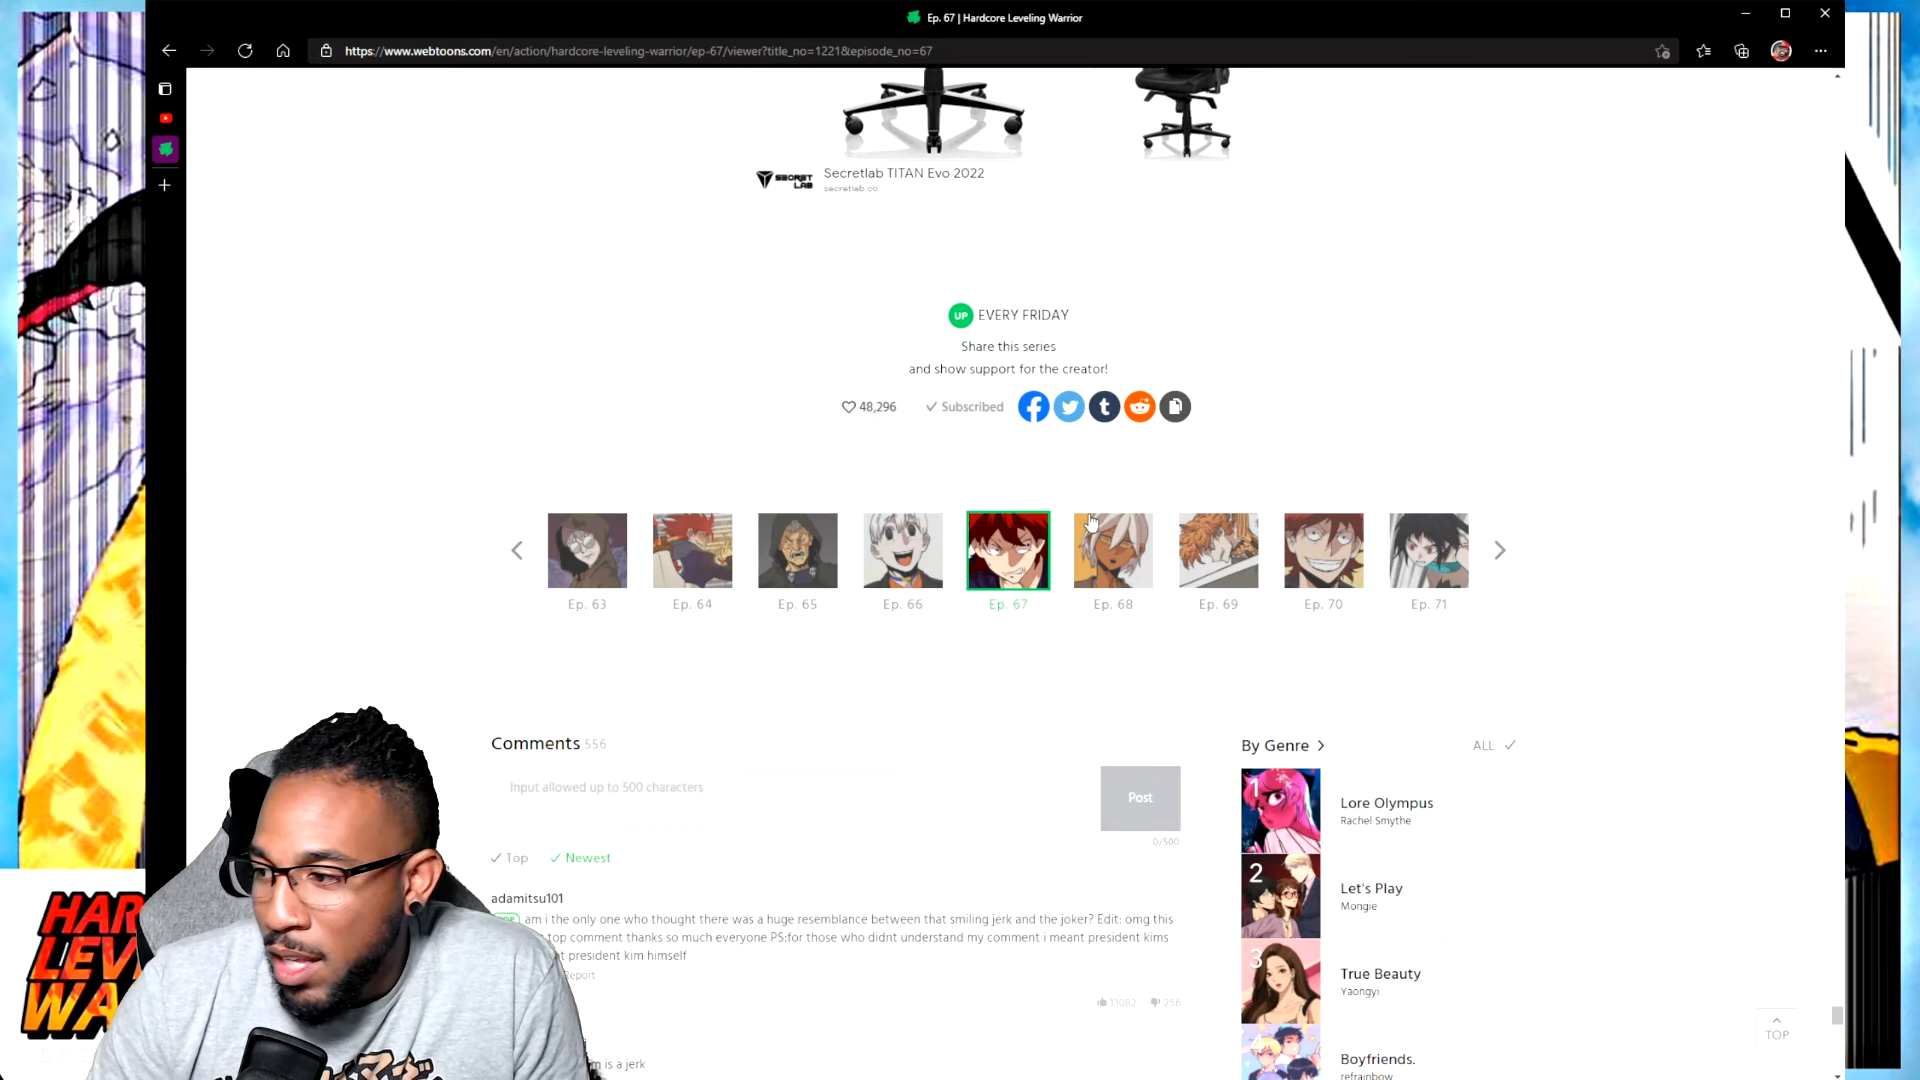 Ep. 67 | Hardcore Leveling Warrior
https://www.webtoons.com/en/action/hardcore-leveling-warrior/ep-67/viewer?title_no=1221&episode_no=67
SECRET LAB
Secretlab TITAN Evo 2022
secretlab.co
UP EVERY FRIDAY
Share this series
and show support for the creator!
48,296 Subscribed
Ep. 63 Ep. 64 Ep. 65 Ep. 66 Ep. 67 Ep. 68 Ep. 69 Ep. 70 Ep. 71
Comments 556
Input allowed up to 500 characters
Post
0/500
Top Newest
adamitsu101
am i the only one who thought there was a huge resemblance between that smiling jerk and the joker? Edit: omg this
top comment thanks so much everyone PS:for those who didnt understand my comment i meant president kims
t president kim himself
Report
13082 256
m is a jerk
By Genre ALL
1
Lore Olympus
Rachel Smythe
2
Let's Play
Mongie
3
True Beauty
Yaongyi
4
Boyfriends.
refrainbow
TOP
HAR
LEV
WA